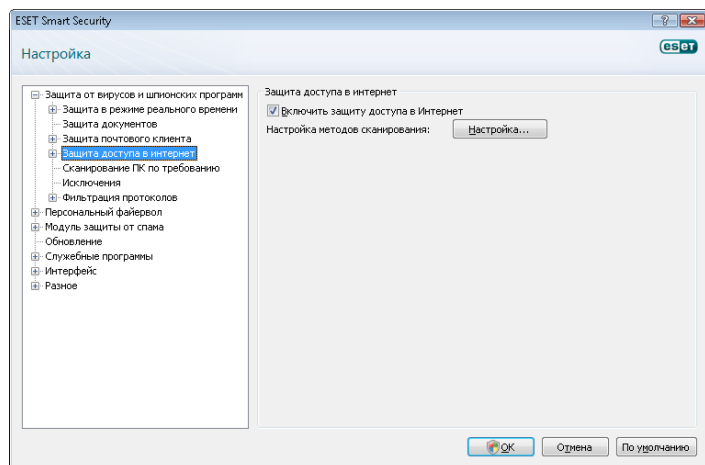 ESET Smart Security
Настройка
eset
Защита от вирусов и шпионских программ
Защита в режиме реального времени
Защита документов
Защита почтового клиента
Защита доступа в интернет
Сканирование ПК по требованию
Исключения
Фильтрация протоколов
Персональный файервол
Модуль защиты от спама
Обновление
Служебные программы
Интерфейс
Разное
Защита доступа в интернет
Включить защиту доступа в Интернет
Настройка методов сканирования: Настройка...
OK Отмена По умолчанию